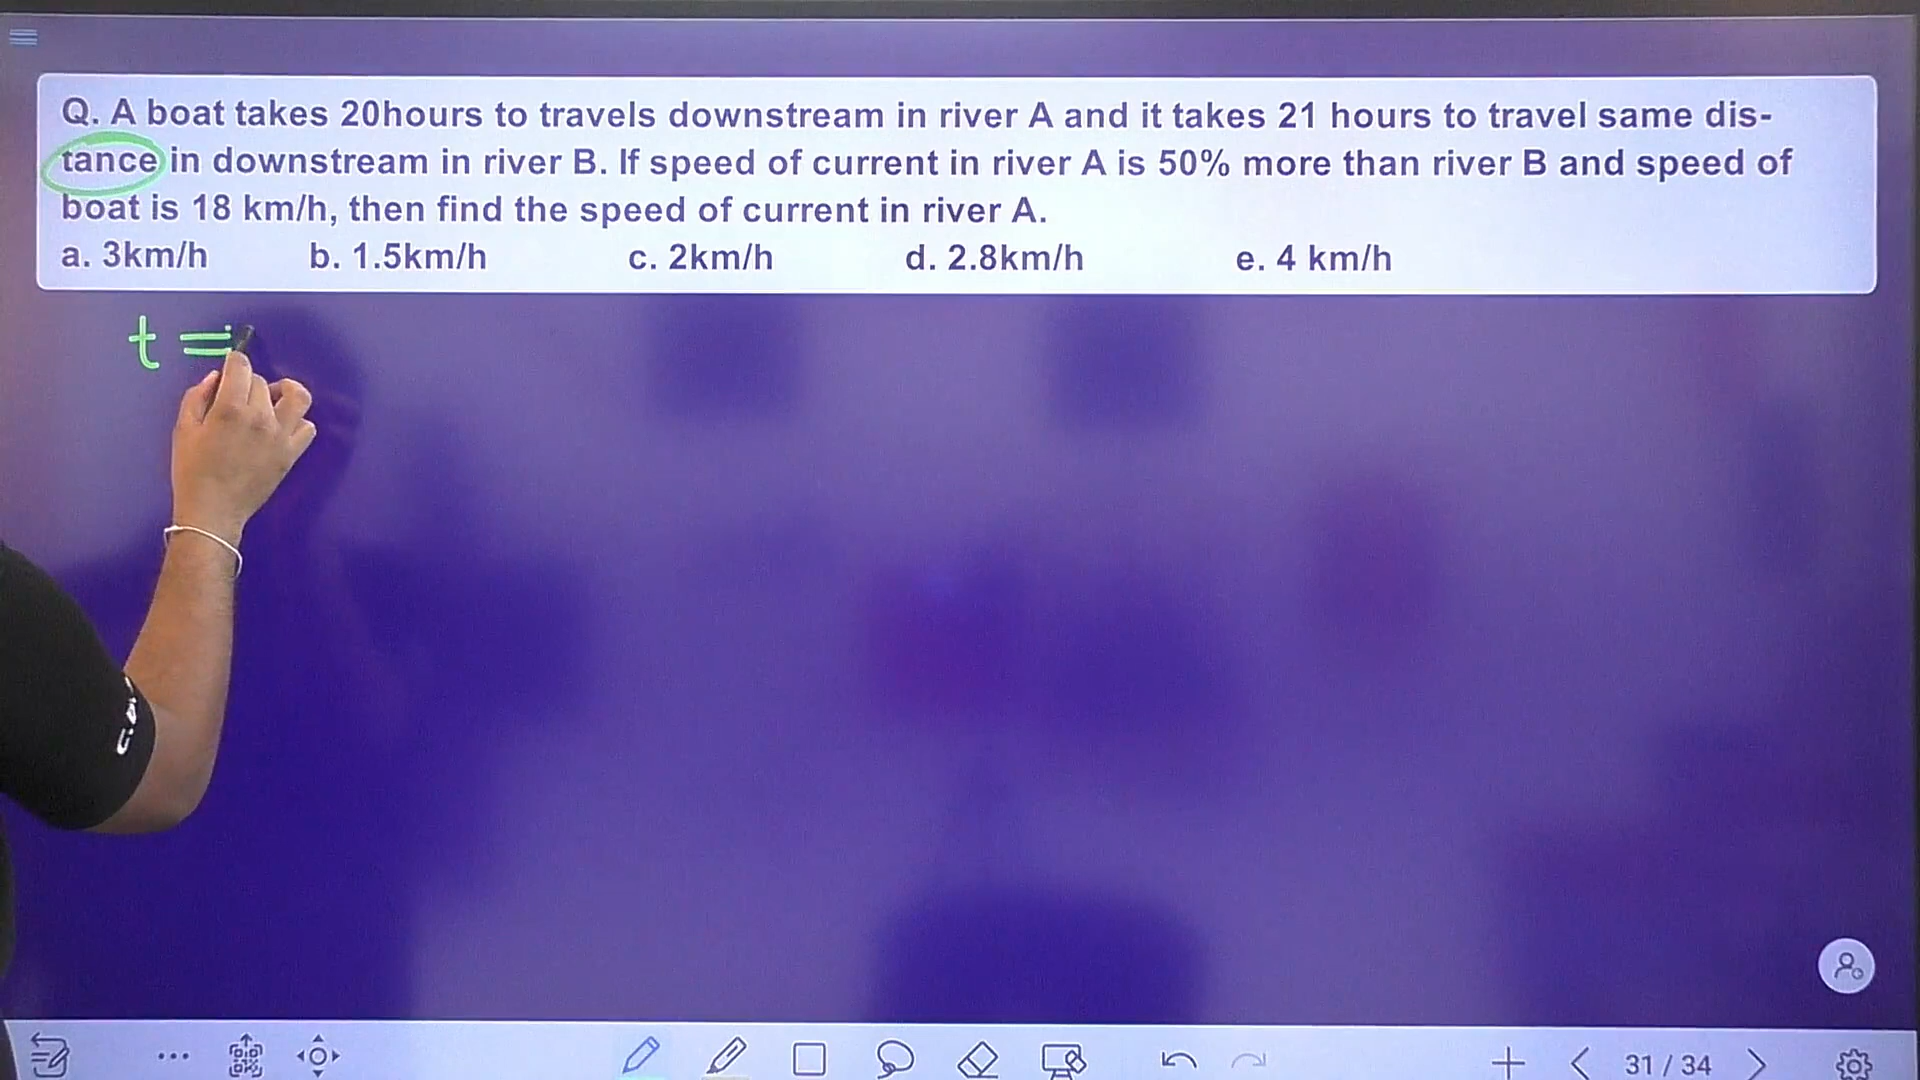 Q. A boat takes 20hours to travels downstream in river A and it takes 21 hours to travel same dis-
tance in downstream in river B. If speed of current in river A is 50% more than river B and speed of
boat is 18 km/h, then find the speed of current in river A.
a. 3km/h b. 1.5km/h c. 2km/h d. 2.8km/h e. 4 km/h
t =
31 / 34